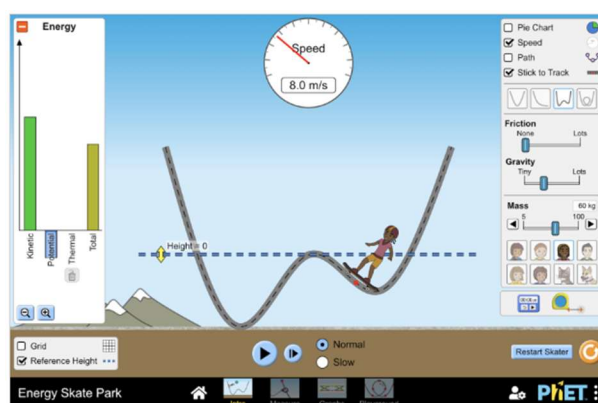 Energy
Kinetic
Potential
Thermal
Total
Speed
8.0 m/s
Height = 0
Pie Chart
Speed
Path
Stick to Track
Friction
None Lots
Gravity
Tiny Lots
Mass 60 kg
5 100
Grid
Reference Height
Normal
Slow
Restart Skater
Energy Skate Park
Intro
PhET